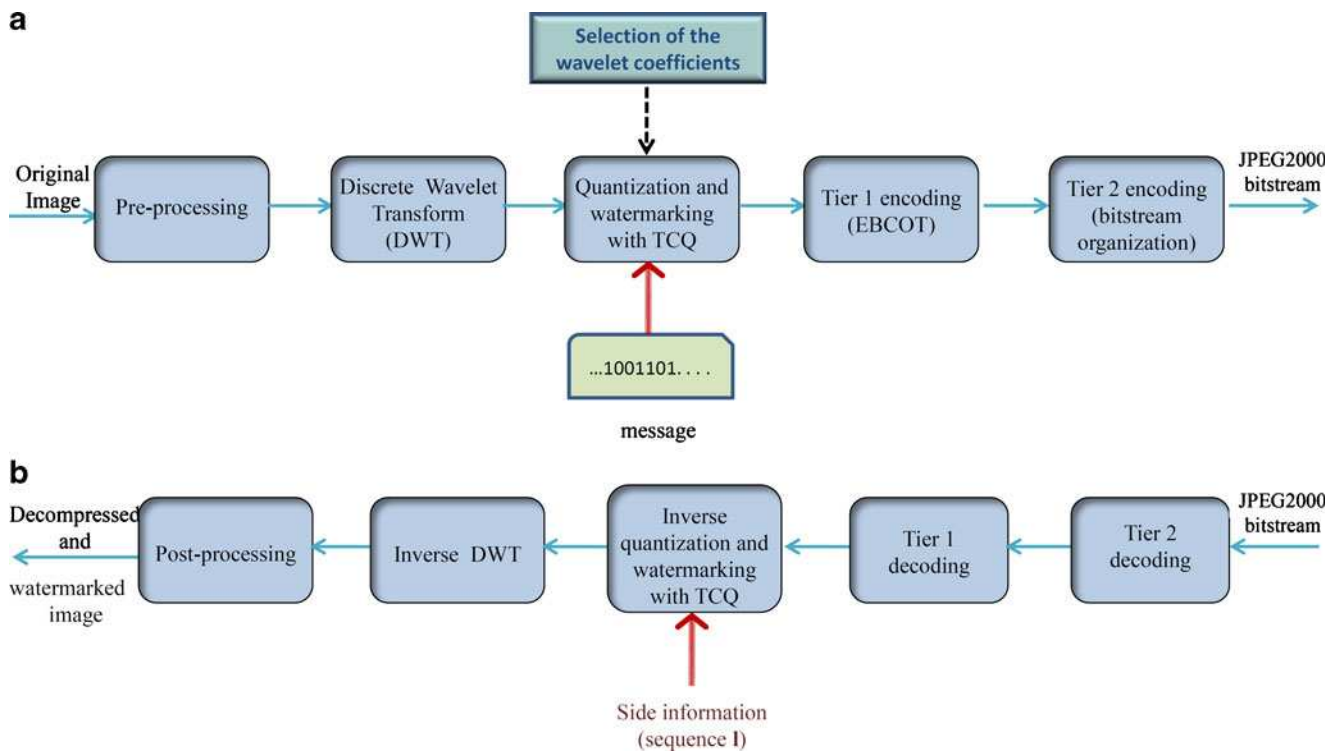 a
Selection of the
wavelet coefficients
Original
Image
Pre-processing
Discrete Wavelet
Transform
(DWT)
Quantization and
watermarking
with TCQ
Tier 1 encoding
(EBCOT)
Tier 2 encoding
(bitstream
organization)
JPEG2000
bitstream
...1001101. . . .
message
b
Decompressed
and
watermarked
image
Post-processing
Inverse DWT
Inverse
quantization and
watermarking
with TCQ
Tier 1
decoding
Tier 2
decoding
JPEG2000
bitstream
Side information
(sequence l)